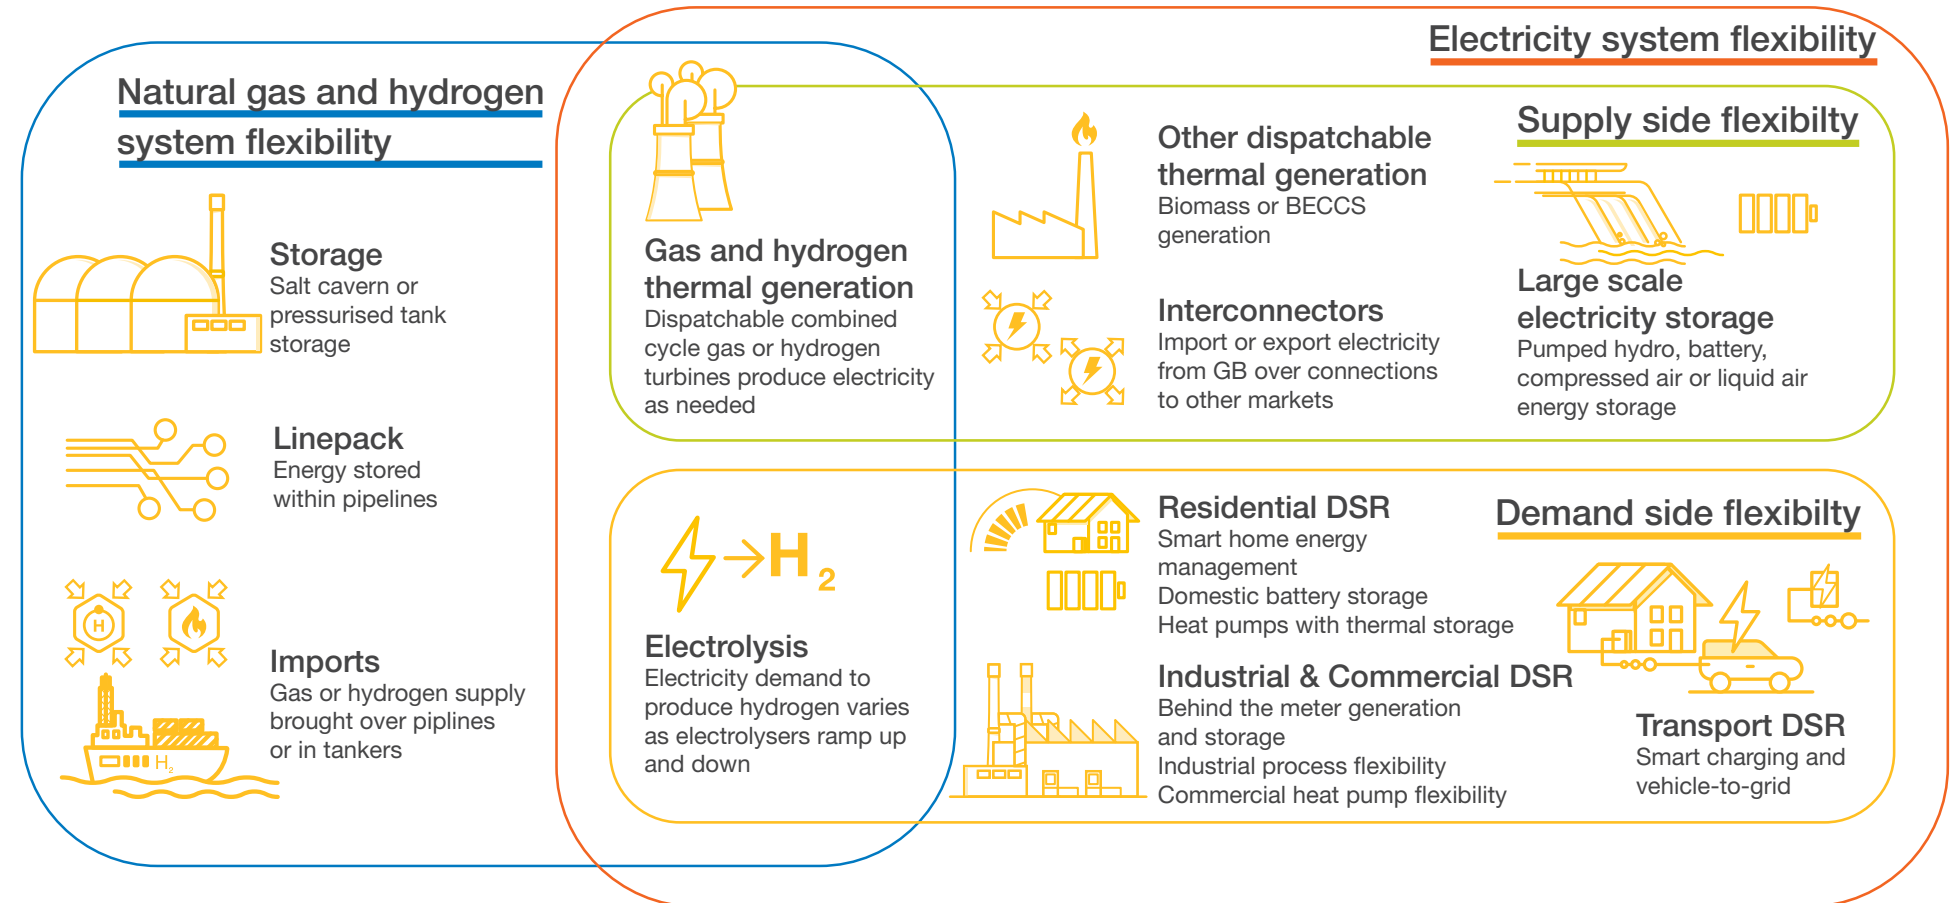 Natural gas and hydrogen
system flexibility
Storage
Salt cavern or
pressurised tank
storage
Linepack
Energy stored
within pipelines
H
Imports
Gas or hydrogen supply
brought over piplines
or in tankers
H2
Electricity system flexibility
Supply side flexibilty
Gas and hydrogen
thermal generation
Dispatchable combined
cycle gas or hydrogen
turbines produce electricity
as needed
Other dispatchable
thermal generation
Biomass or BECCS
generation
Interconnectors
Import or export electricity
from GB over connections
to other markets
Large scale
electricity storage
Pumped hydro, battery,
compressed air or liquid air
energy storage
Demand side flexibilty
H2
Electrolysis
Electricity demand to
produce hydrogen varies
as electrolysers ramp up
and down
Residential DSR
Smart home energy
management
Domestic battery storage
Heat pumps with thermal storage
Industrial & Commercial DSR
Behind the meter generation
and storage
Industrial process flexibility
Commercial heat pump flexibility
Transport DSR
Smart charging and
vehicle-to-grid